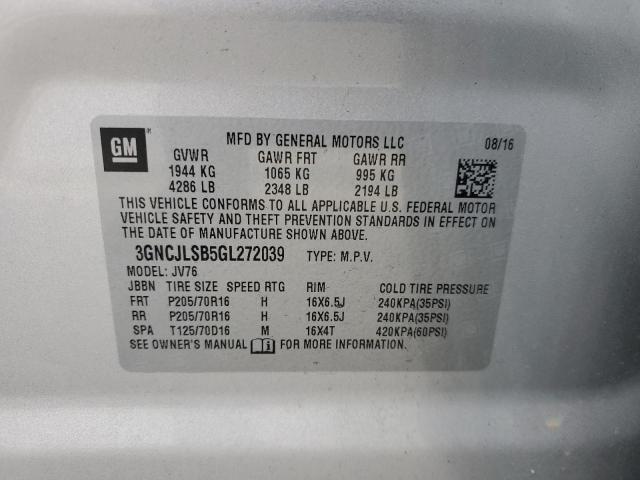 GM ®
MFD BY GENERAL MOTORS LLC 08/16
GVWR GAWR FRT GAWR RR
1944 KG 1065 KG 995 KG
4286 LB 2348 LB 2194 LB
THIS VEHICLE CONFORMS TO ALL APPLICABLE U.S. FEDERAL MOTOR
VEHICLE SAFETY AND THEFT PREVENTION STANDARDS IN EFFECT ON
THE DATE OF MANUFACTURE SHOWN ABOVE.
3GNCJLSB5GL272039 TYPE: M.P.V.
MODEL: JV76
JBBN TIRE SIZE SPEED RTG RIM COLD TIRE PRESSURE
FRT P205/70R16 H 16X6.5J 240KPA(35PSI)
RR P205/70R16 H 16X6.5J 240KPA(35PSI)
SPA T125/70D16 M 16X4T 420KPA(60PSI)
SEE OWNER'S MANUAL FOR MORE INFORMATION.